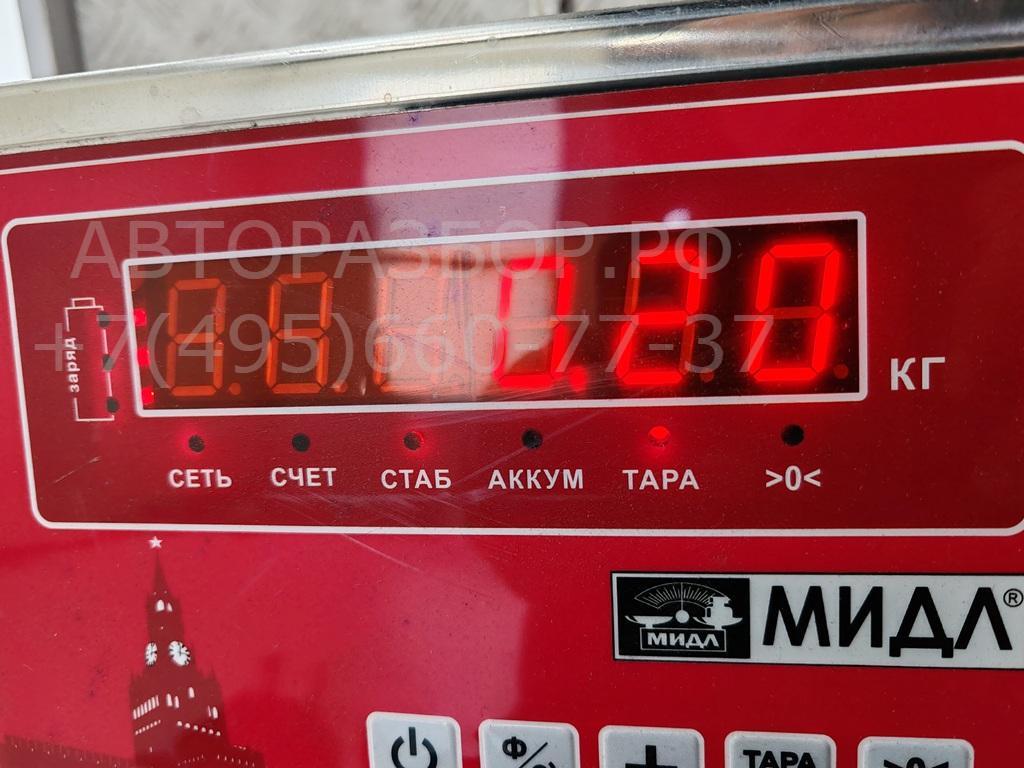 АВТОРАЗБОР.РФ
+7(495)660-77-37
заряд
0.20
КГ
СЕТЬ СЧЕТ СТАБ АККУМ ТАРА >0<
МИДЛ МИДЛ®
ТАРА >0<